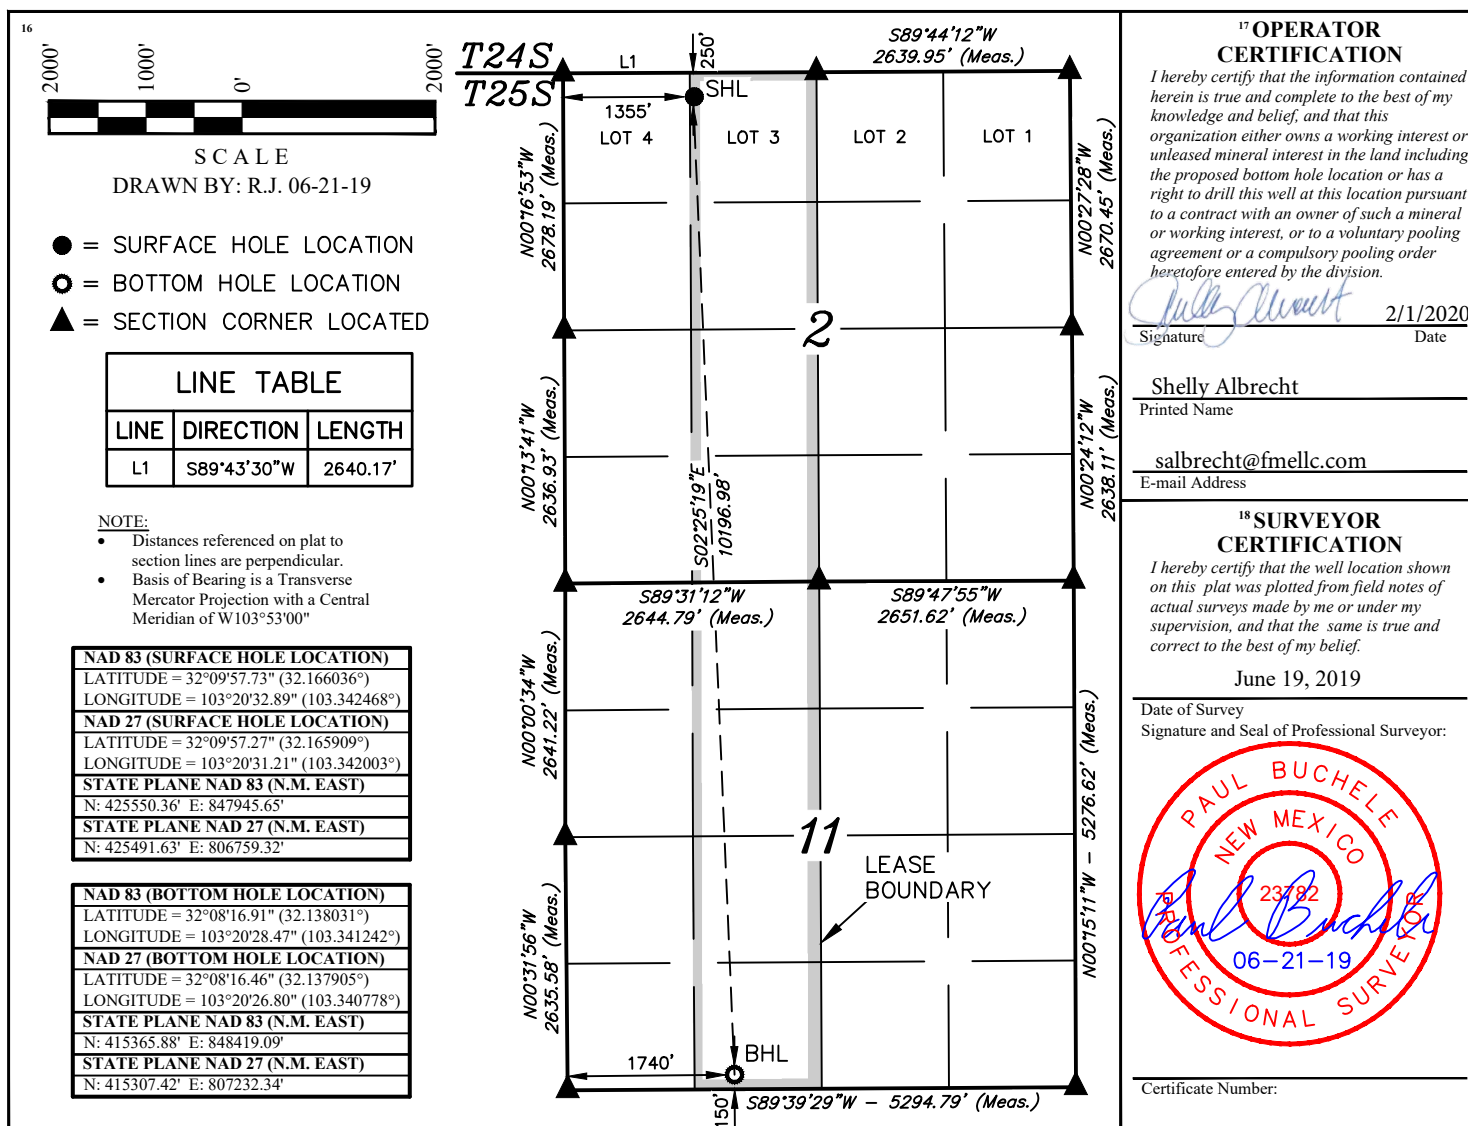 16
2000'
1000'
0'
2000'
SCALE
DRAWN BY: R.J. 06-21-19
= SURFACE HOLE LOCATION
= BOTTOM HOLE LOCATION
= SECTION CORNER LOCATED
LINE TABLE
LINE DIRECTION LENGTH
L1 S89°43'30"W 2640.17'
NOTE:
• Distances referenced on plat to
section lines are perpendicular.
• Basis of Bearing is a Transverse
Mercator Projection with a Central
Meridian of W103°53'00"
NAD 83 (SURFACE HOLE LOCATION)
LATITUDE = 32°09'57.73" (32.166036°)
LONGITUDE = 103°20'32.89" (103.342468°)
NAD 27 (SURFACE HOLE LOCATION)
LATITUDE = 32°09'57.27" (32.165909°)
LONGITUDE = 103°20'31.21" (103.342003°)
STATE PLANE NAD 83 (N.M. EAST)
N: 425550.36' E: 847945.65'
STATE PLANE NAD 27 (N.M. EAST)
N: 425491.63' E: 806759.32'
NAD 83 (BOTTOM HOLE LOCATION)
LATITUDE = 32°08'16.91" (32.138031°)
LONGITUDE = 103°20'28.47" (103.341242°)
NAD 27 (BOTTOM HOLE LOCATION)
LATITUDE = 32°08'16.46" (32.137905°)
LONGITUDE = 103°20'26.80" (103.340778°)
STATE PLANE NAD 83 (N.M. EAST)
N: 415365.88' E: 848419.09'
STATE PLANE NAD 27 (N.M. EAST)
N: 415307.42' E: 807232.34'
T24S
T25S
L1
250'
S89°44'12"W
2639.95' (Meas.)
SHL
1355'
LOT 4
LOT 3
LOT 2
LOT 1
N00°16'53"W
2678.19' (Meas.)
N00°27'28"W
2670.45' (Meas.)
2
N00°13'41"W
2636.93' (Meas.)
S02°25'19"E
10196.98'
N00°24'12"W
2638.11' (Meas.)
S89°31'12"W
2644.79' (Meas.)
S89°47'55"W
2651.62' (Meas.)
N00°00'34"W
2641.22' (Meas.)
N00°15'11"W – 5276.62' (Meas.)
11
LEASE
BOUNDARY
N00°31'56"W
2635.58' (Meas.)
1740'
BHL
150'
S89°39'29"W – 5294.79' (Meas.)
17 OPERATOR
CERTIFICATION
I hereby certify that the information contained
herein is true and complete to the best of my
knowledge and belief, and that this
organization either owns a working interest or
unleased mineral interest in the land including
the proposed bottom hole location or has a
right to drill this well at this location pursuant
to a contract with an owner of such a mineral
or working interest, or to a voluntary pooling
agreement or a compulsory pooling order
heretofore entered by the division.
2/1/2020
Signature Date
Shelly Albrecht
Printed Name
salbrecht@fmellc.com
E-mail Address
18 SURVEYOR
CERTIFICATION
I hereby certify that the well location shown
on this plat was plotted from field notes of
actual surveys made by me or under my
supervision, and that the same is true and
correct to the best of my belief.
June 19, 2019
Date of Survey
Signature and Seal of Professional Surveyor:
PAUL BUCHELE
NEW MEXICO
23782
Paul Buchele
06-21-19
PROFESSIONAL SURVEYOR
Certificate Number: